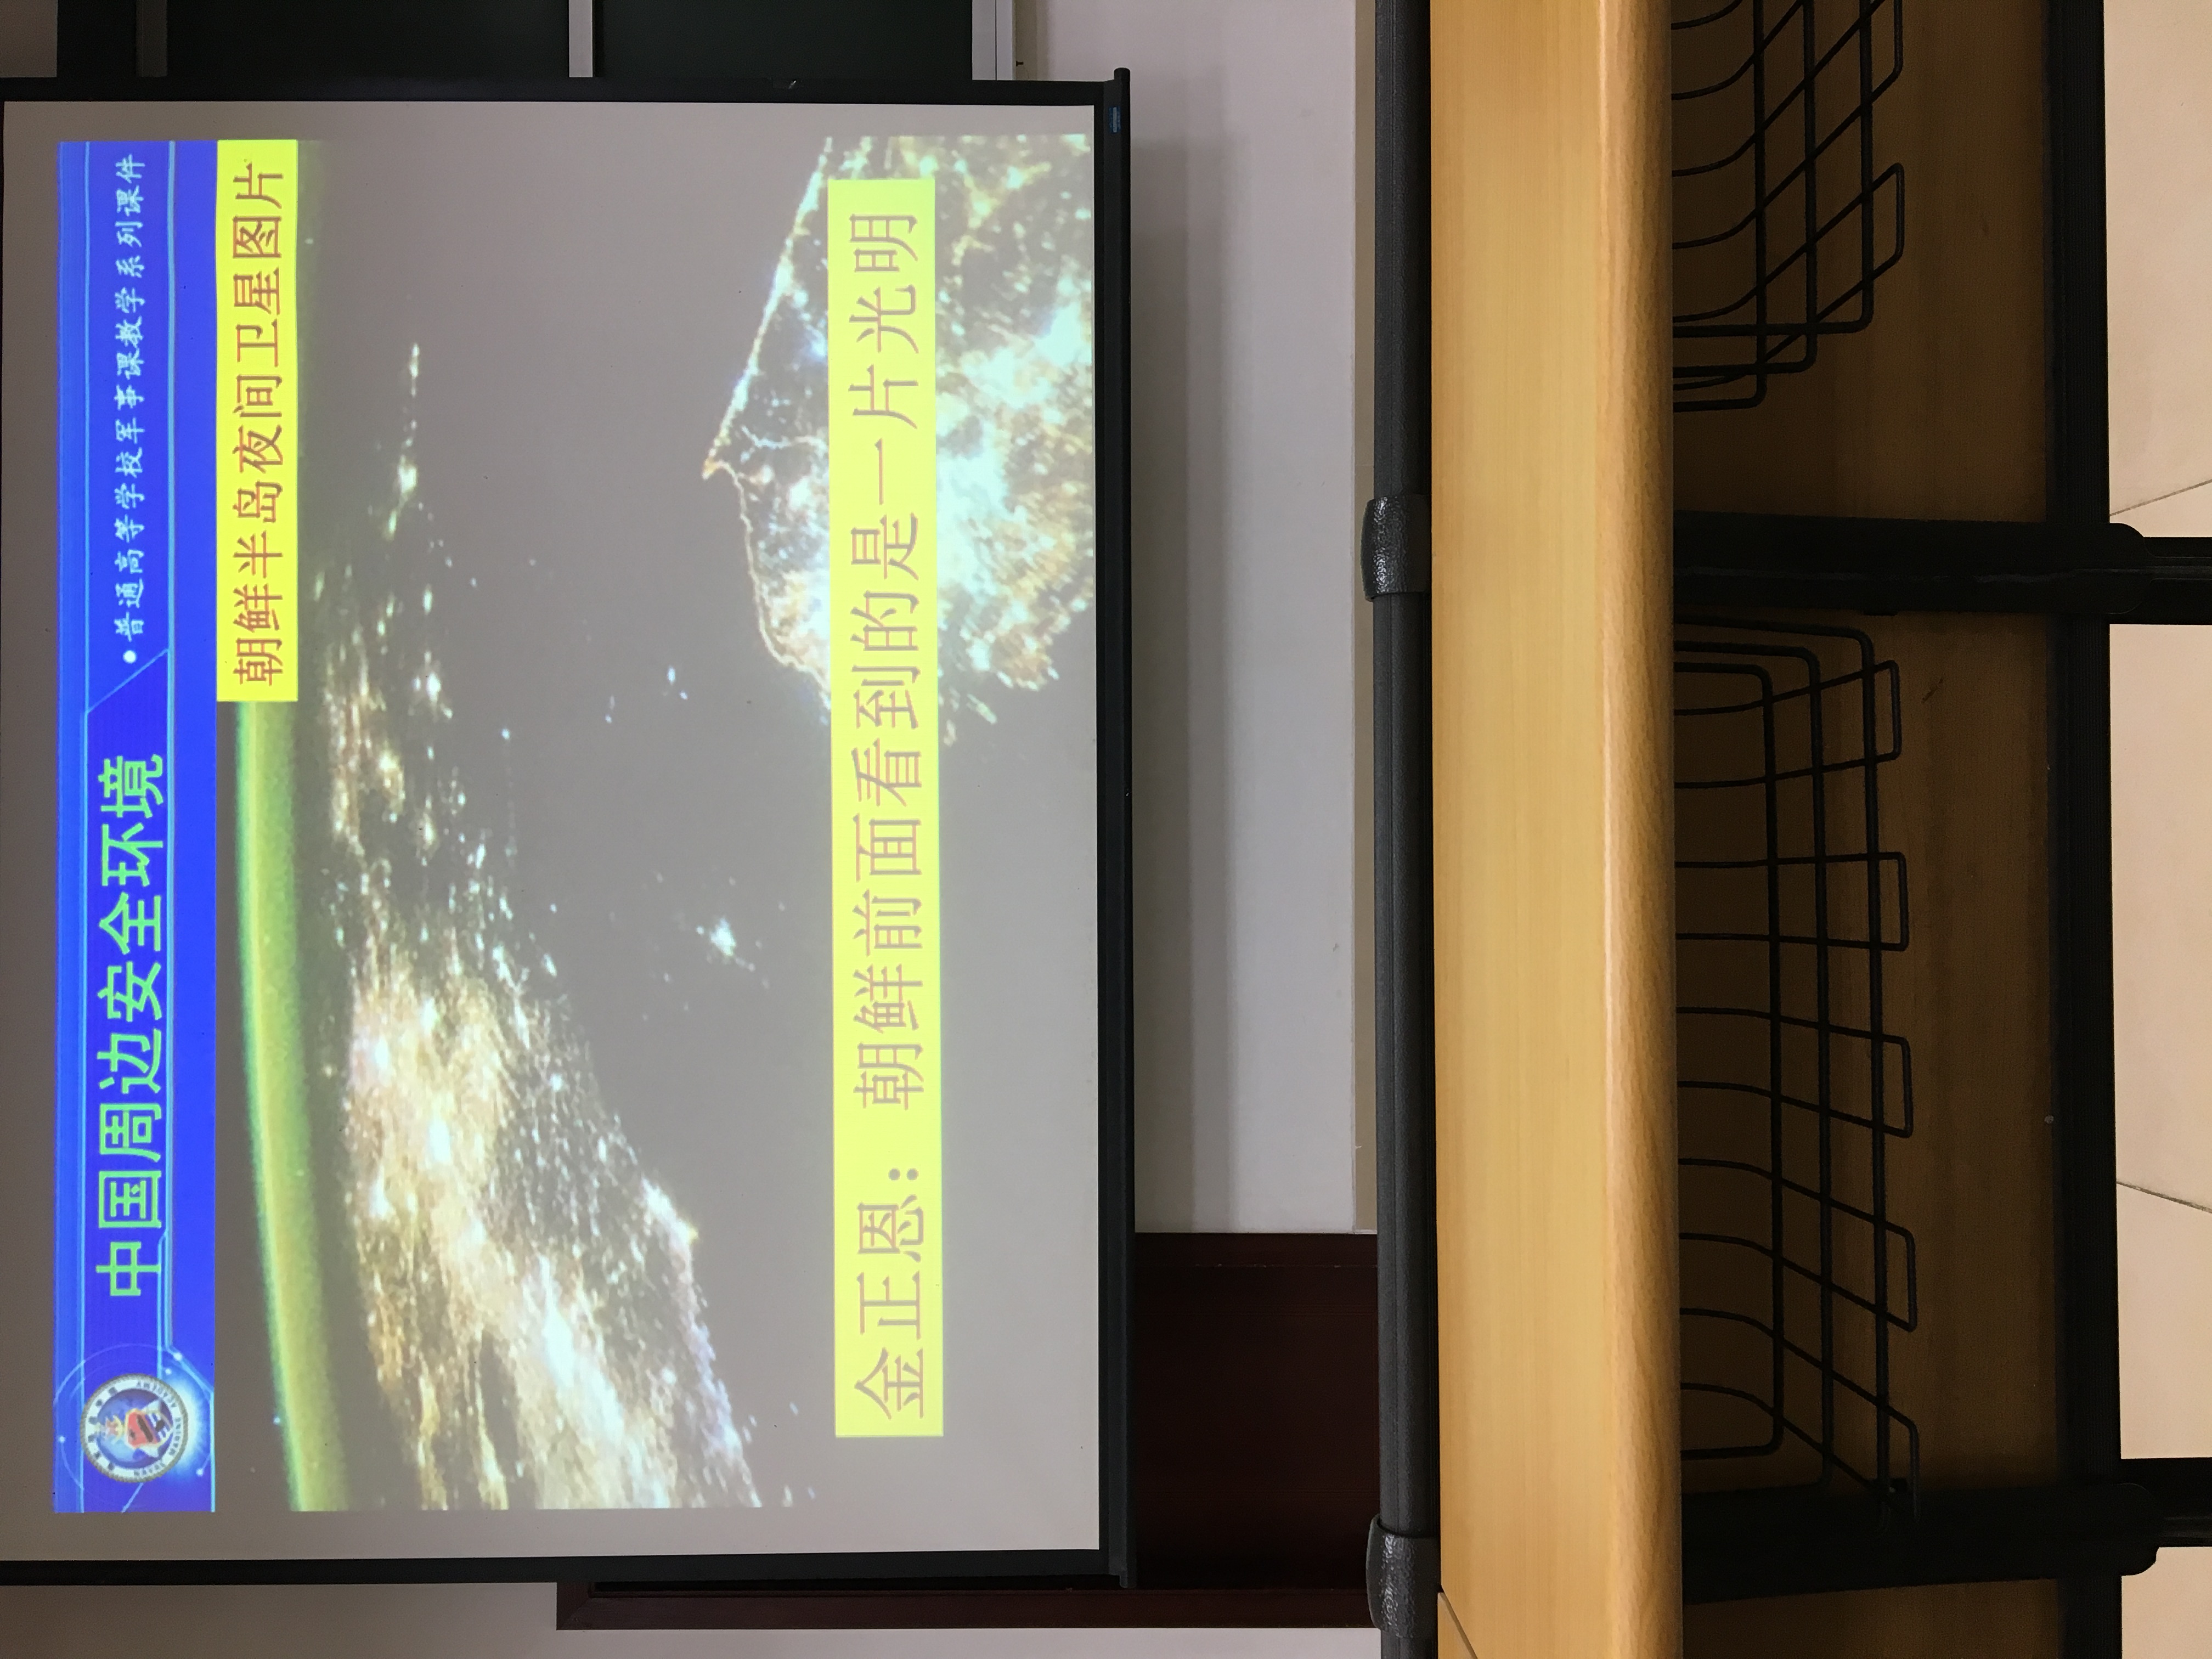 中国周边安全环境
●普通高等学校军事课教学系列课件
朝鲜半岛夜间卫星图片
金正恩：朝鲜前面看到的是一片光明